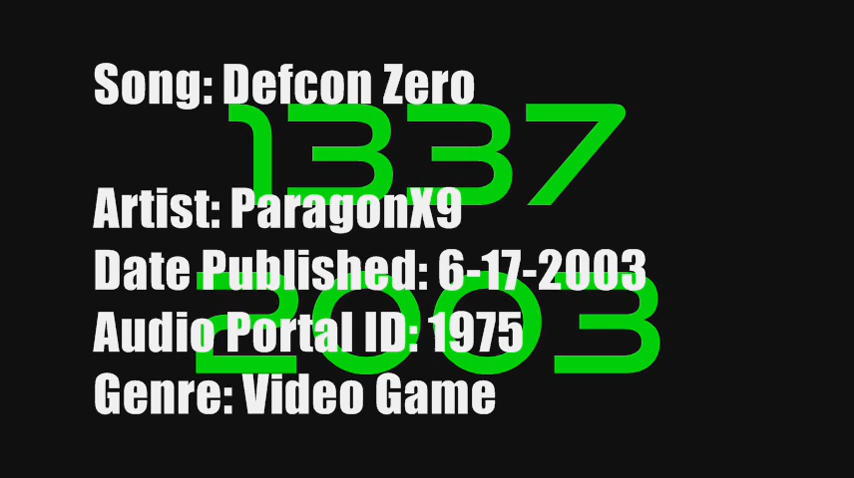 Song: Defcon Zero
1337
Artist: ParagonX9
Date Published: 6-17-2003
2003
Audio Portal ID: 1975
Genre: Video Game